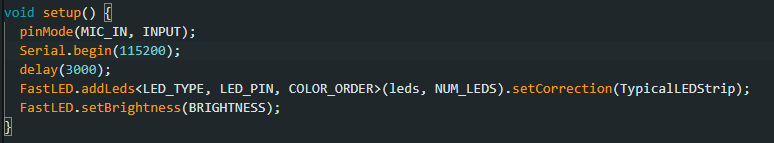 void setup() {
  pinMode(MIC_IN, INPUT);
  Serial.begin(115200);
  delay(3000);
  FastLED.addLeds<LED_TYPE, LED_PIN, COLOR_ORDER>(leds, NUM_LEDS).setCorrection(TypicalLEDStrip);
  FastLED.setBrightness(BRIGHTNESS);
}